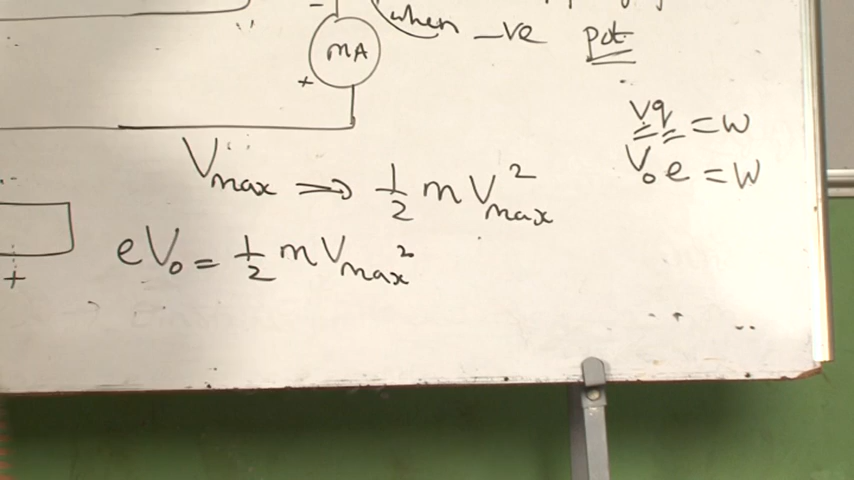 when -ve pot
- mA +
Vq = W
V₀e = W
Vmax ⇒ 1/2 m Vmax²
eV₀ = 1/2 m Vmax²
+